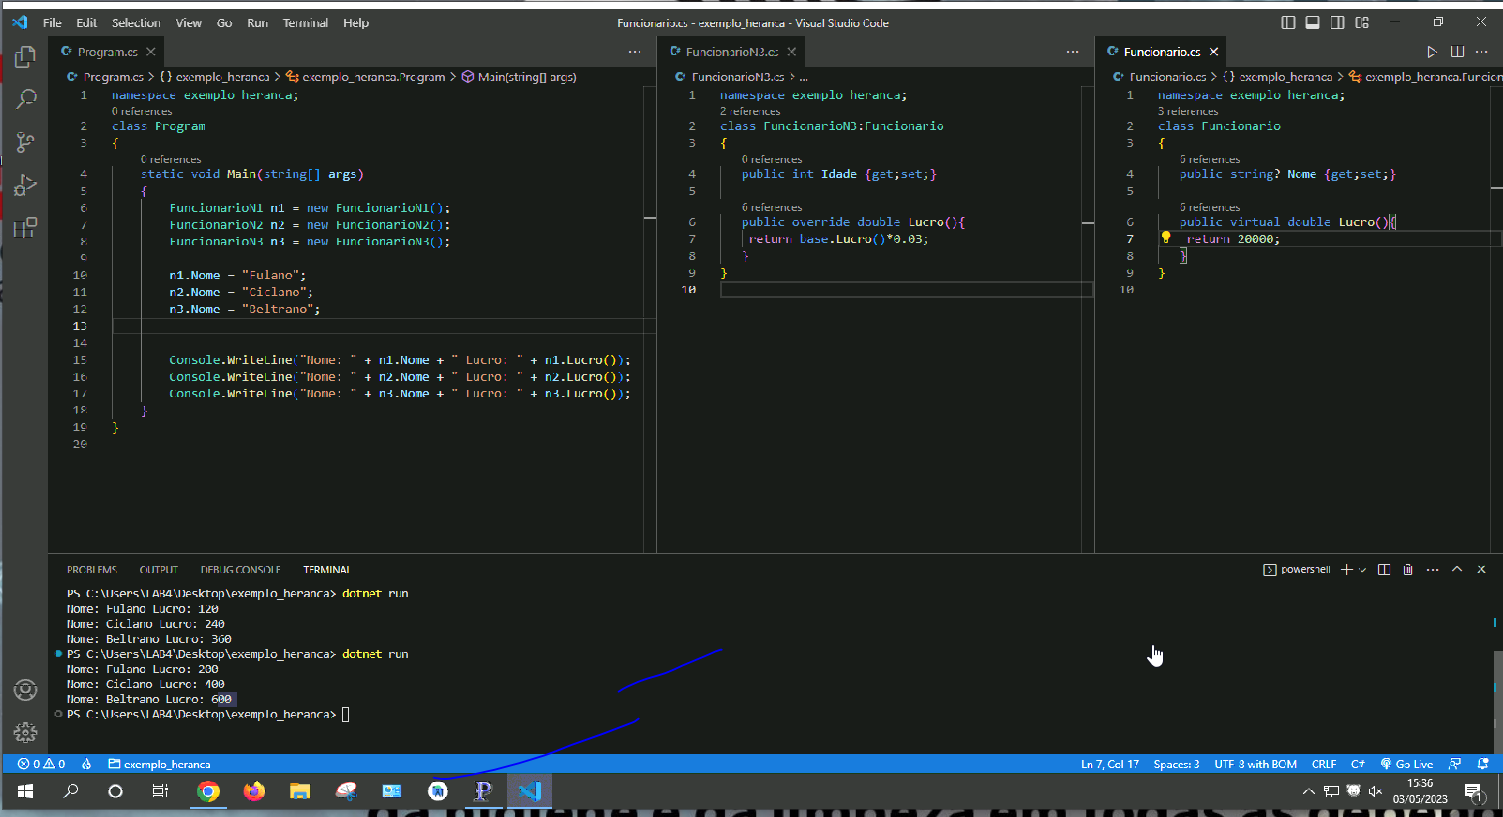 File Edit Selection View Go Run Terminal Help
Funcionario.cs - exemplo_heranca - Visual Studio Code
Program.cs
Program.cs > {} exemplo_heranca > exemplo_heranca.Program > Main(string[] args)
1 namespace exemplo_heranca;
0 references
2 class Program
3 {
0 references
4 static void Main(string[] args)
5 {
6 FuncionarioN1 n1 = new FuncionarioN1();
7 FuncionarioN2 n2 = new FuncionarioN2();
8 FuncionarioN3 n3 = new FuncionarioN3();
9
10 n1.Nome = "Fulano";
11 n2.Nome = "Ciclano";
12 n3.Nome = "Beltrano";
13
14
15 Console.WriteLine("Nome: " + n1.Nome + " Lucro: " + n1.Lucro());
16 Console.WriteLine("Nome: " + n2.Nome + " Lucro: " + n2.Lucro());
17 Console.WriteLine("Nome: " + n3.Nome + " Lucro: " + n3.Lucro());
18 }
19 }
20
FuncionarioN3.cs
FuncionarioN3.cs > ...
1 namespace exemplo_heranca;
2 references
2 class FuncionarioN3:Funcionario
3 {
0 references
4 public int Idade {get;set;}
5
6 references
6 public override double Lucro(){
7 return base.Lucro()*0.03;
8 }
9 }
10
Funcionario.cs
Funcionario.cs > {} exemplo_heranca > exemplo_heranca.Funcion
1 namespace exemplo_heranca;
3 references
2 class Funcionario
3 {
6 references
4 public string? Nome {get;set;}
5
6 references
6 public virtual double Lucro(){
7 return 20000;
8 }
9 }
10
PROBLEMS OUTPUT DEBUG CONSOLE TERMINAL
powershell
PS C:\Users\LAB4\Desktop\exemplo_heranca> dotnet run
Nome: Fulano Lucro: 120
Nome: Ciclano Lucro: 240
Nome: Beltrano Lucro: 360
PS C:\Users\LAB4\Desktop\exemplo_heranca> dotnet run
Nome: Fulano Lucro: 200
Nome: Ciclano Lucro: 400
Nome: Beltrano Lucro: 600
PS C:\Users\LAB4\Desktop\exemplo_heranca>
0 0 exemplo_heranca
Ln 7, Col 17 Spaces: 3 UTF-8 with BOM CRLF C# Go Live
15:36
03/05/2023
1